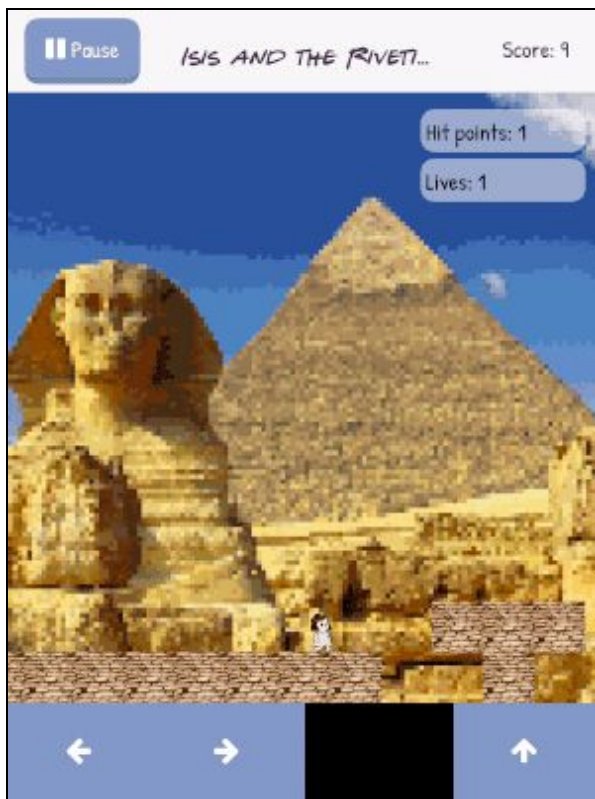 Pause
Isis and the Riveti...
Score: 9
Hit points: 1
Lives: 1